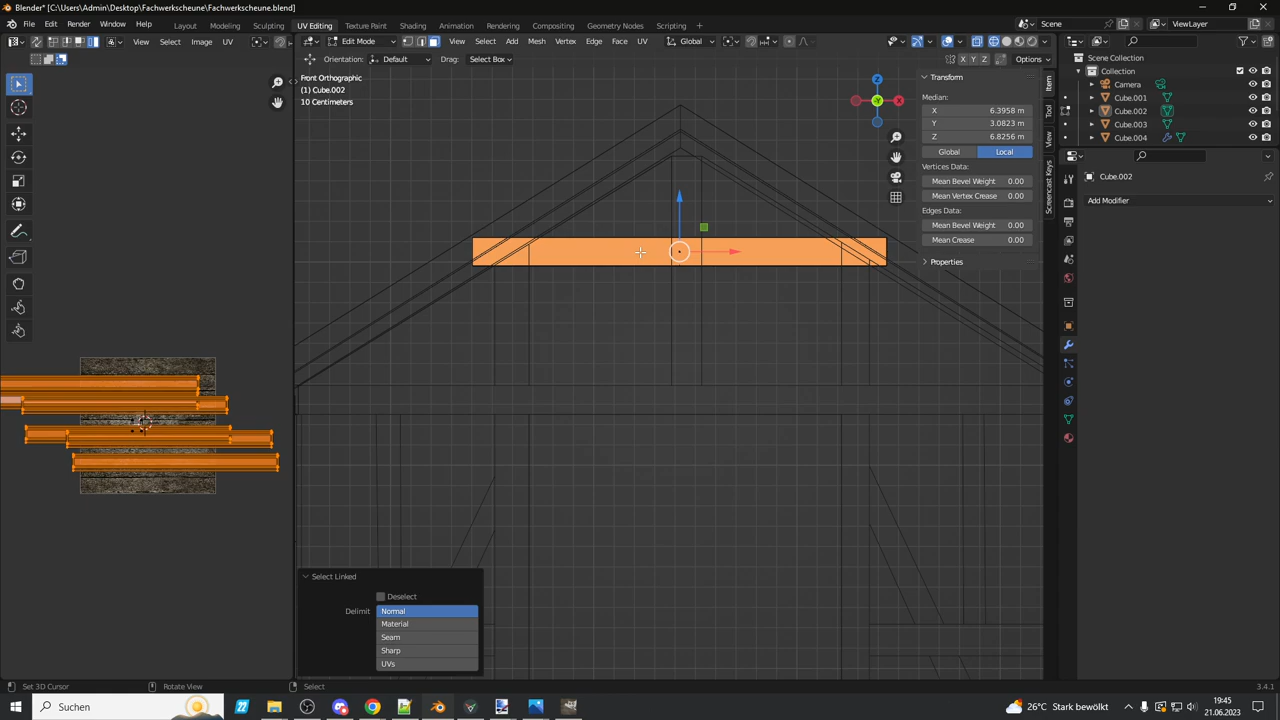 Blender* [C:\Users\Admin\Desktop\Fachwerkscheune\Fachwerkscheune.blend]
File Edit Render Window Help Layout Modeling Sculpting UV Editing Texture Paint Shading Animation Rendering Compositing Geometry Nodes Scripting + Scene ViewLayer
View Select Image UV Edit Mode View Select Add Mesh Vertex Edge Face UV Global
Orientation: Default Drag: Select Box X Y Z Options
Scene Collection
Collection
Camera
Cube.001
Cube.002
Cube.003
Cube.004
Front Orthographic
(1) Cube.002
10 Centimeters
Z
Y
X
Transform
Median:
X 6.3958 m
Y 3.0823 m
Z 6.8256 m
Global Local
Vertices Data:
Mean Bevel Weight 0.00
Mean Vertex Crease 0.00
Edges Data:
Mean Bevel Weight 0.00
Mean Crease 0.00
Properties
Item
Tool
View
Screencast Keys
Cube.002
Add Modifier
Select Linked
Deselect
Delimit Normal
Material
Seam
Sharp
UVs
Set 3D Cursor Rotate View Select 3.4.1
Suchen 26°C Stark bewölkt 19:45
21.06.2023